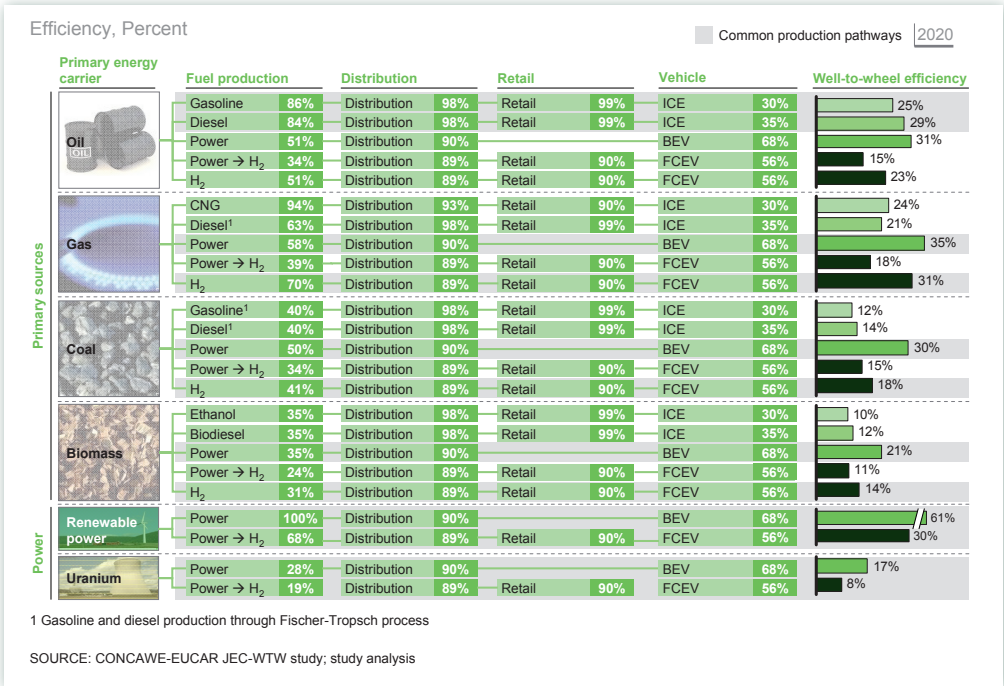 Efficiency, Percent
Common production pathways 2020
Primary energy carrier Fuel production Distribution Retail Vehicle Well-to-wheel efficiency
Primary sources
Oil
OIL
Gasoline 86% Distribution 98% Retail 99% ICE 30% 25%
Diesel 84% Distribution 98% Retail 99% ICE 35% 29%
Power 51% Distribution 90% BEV 68% 31%
Power → H2 34% Distribution 89% Retail 90% FCEV 56% 15%
H2 51% Distribution 89% Retail 90% FCEV 56% 23%
Gas
CNG 94% Distribution 93% Retail 90% ICE 30% 24%
Diesel1 63% Distribution 98% Retail 99% ICE 35% 21%
Power 58% Distribution 90% BEV 68% 35%
Power → H2 39% Distribution 89% Retail 90% FCEV 56% 18%
H2 70% Distribution 89% Retail 90% FCEV 56% 31%
Coal
Gasoline1 40% Distribution 98% Retail 99% ICE 30% 12%
Diesel1 40% Distribution 98% Retail 99% ICE 35% 14%
Power 50% Distribution 90% BEV 68% 30%
Power → H2 34% Distribution 89% Retail 90% FCEV 56% 15%
H2 41% Distribution 89% Retail 90% FCEV 56% 18%
Biomass
Ethanol 35% Distribution 98% Retail 99% ICE 30% 10%
Biodiesel 35% Distribution 98% Retail 99% ICE 35% 12%
Power 35% Distribution 90% BEV 68% 21%
Power → H2 24% Distribution 89% Retail 90% FCEV 56% 11%
H2 31% Distribution 89% Retail 90% FCEV 56% 14%
Power
Renewable power
Power 100% Distribution 90% BEV 68% 61%
Power → H2 68% Distribution 89% Retail 90% FCEV 56% 30%
Uranium
Power 28% Distribution 90% BEV 68% 17%
Power → H2 19% Distribution 89% Retail 90% FCEV 56% 8%
1 Gasoline and diesel production through Fischer-Tropsch process
SOURCE: CONCAWE-EUCAR JEC-WTW study; study analysis